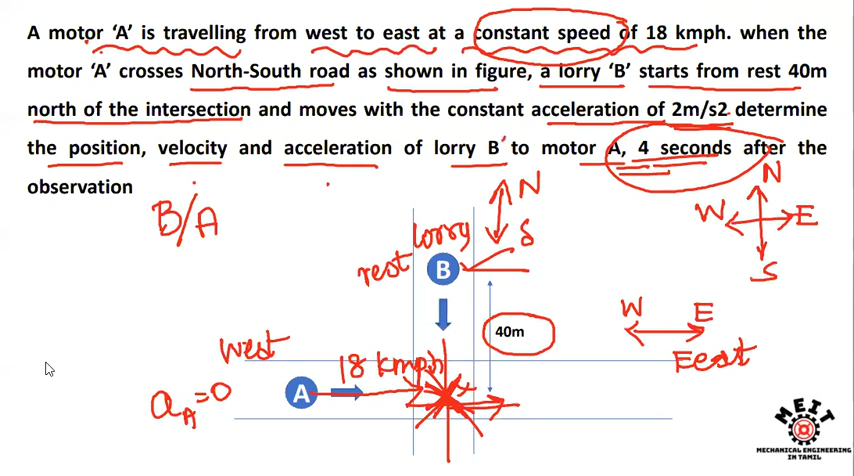 A motor ‘A’ is travelling from west to east at a constant speed of 18 kmph. when the
motor ‘A’ crosses North-South road as shown in figure, a lorry ‘B’ starts from rest 40m
north of the intersection and moves with the constant acceleration of 2m/s2 determine
the position, velocity and acceleration of lorry B’ to motor A, 4 seconds after the
observation
B/A
N
S
N
W E
S
lorry
rest B
40m
W E
Eest
west
18 kmph
A
aA=0
MEIT
MECHANICAL ENGINEERING
IN TAMIL